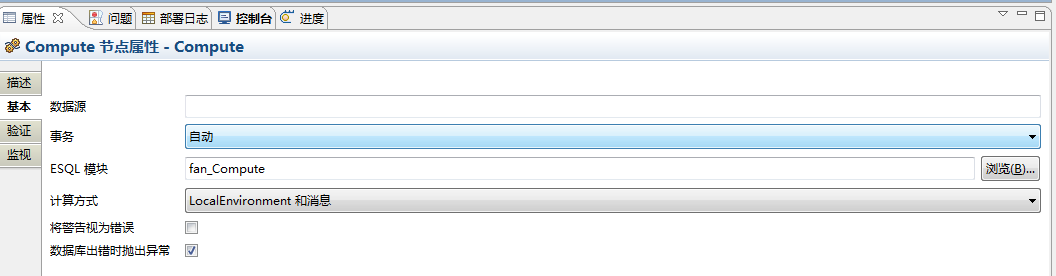 属性 问题 部署日志 控制台 进度
Compute 节点属性 - Compute
描述
基本
验证
监视
数据源
事务 自动
ESQL 模块 fan_Compute 浏览(B)...
计算方式 LocalEnvironment 和消息
将警告视为错误
数据库出错时抛出异常